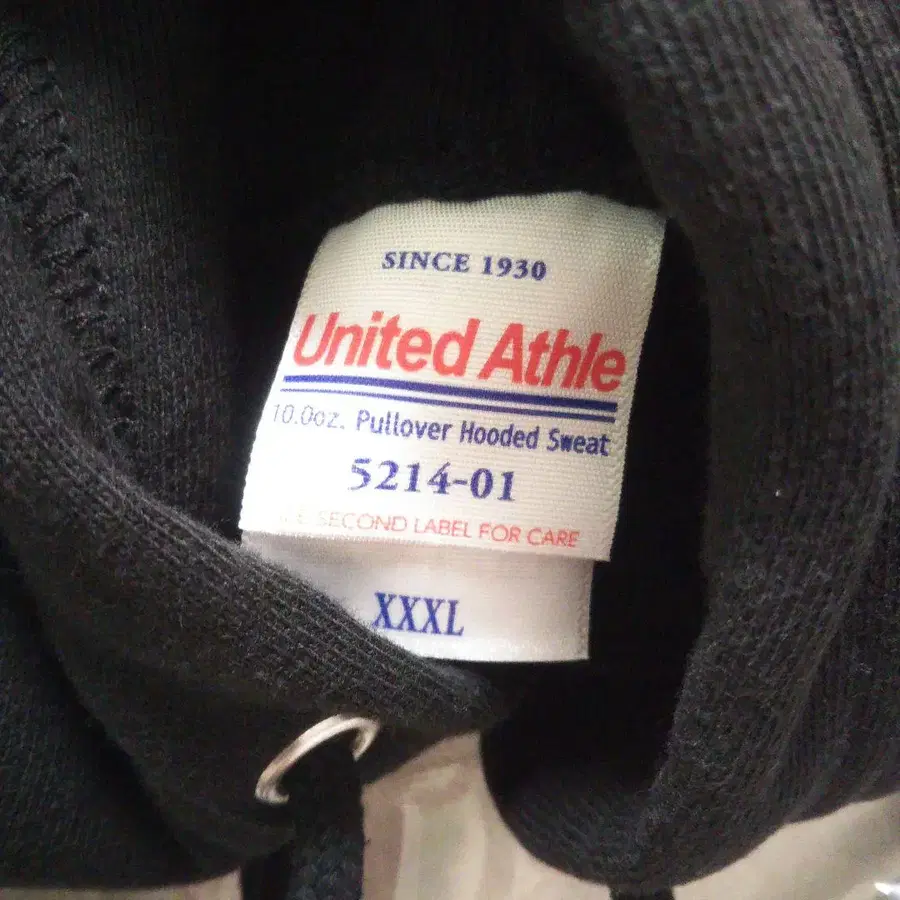 SINCE 1930
United Athle
10.0oz. Pullover Hooded Sweat
5214-01
SECOND LABEL FOR CARE
XXXL